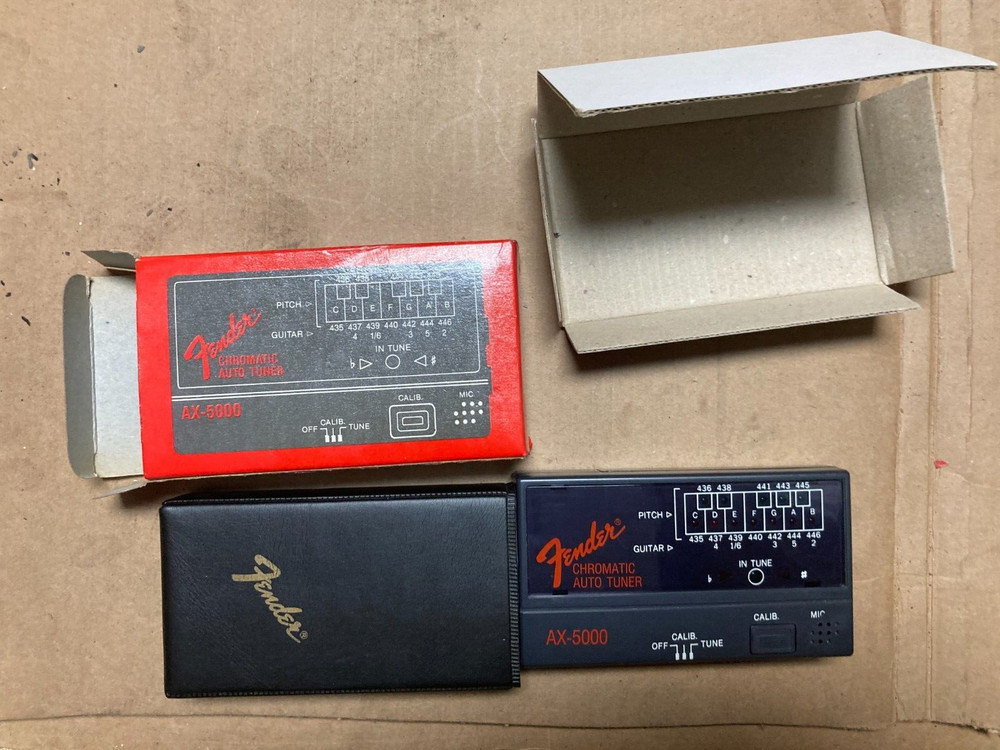 PITCH ▷
C D E F G A B
435 437 439 440 442 444 446
GUITAR ▷
4 1/6 3 5 2
IN TUNE
♭ ▷ ◁ ♯
Fender®
CHROMATIC
AUTO TUNER
AX-5000
MIC
CALIB.
CALIB.
OFF TUNE
Fender®
436 438 441 443 445
PITCH ▷
C D E F G A B
435 437 439 440 442 444 446
GUITAR ▷
4 1/6 3 5 2
IN TUNE
♭ ♯
Fender®
CHROMATIC
AUTO TUNER
AX-5000
CALIB.
MIC
CALIB.
OFF TUNE